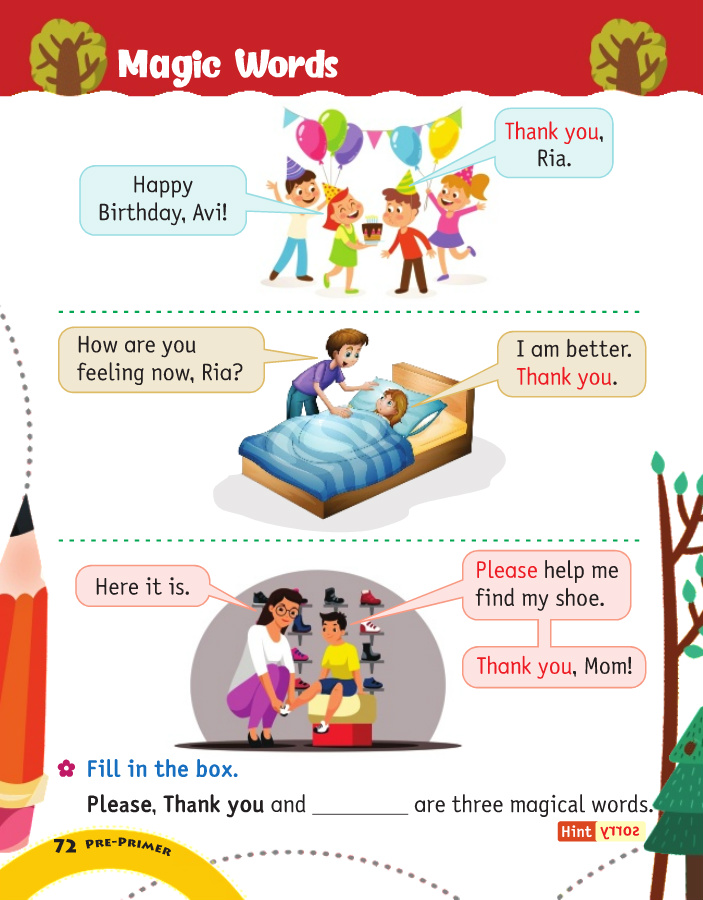 Magic Words
Happy
Birthday, Avi!
Thank you,
Ria.
How are you
feeling now, Ria?
I am better.
Thank you.
Here it is.
Please help me
find my shoe.
Thank you, Mom!
Fill in the box.
Please, Thank you and ________ are three magical words.
Hint sorry
72 PRE-PRIMER